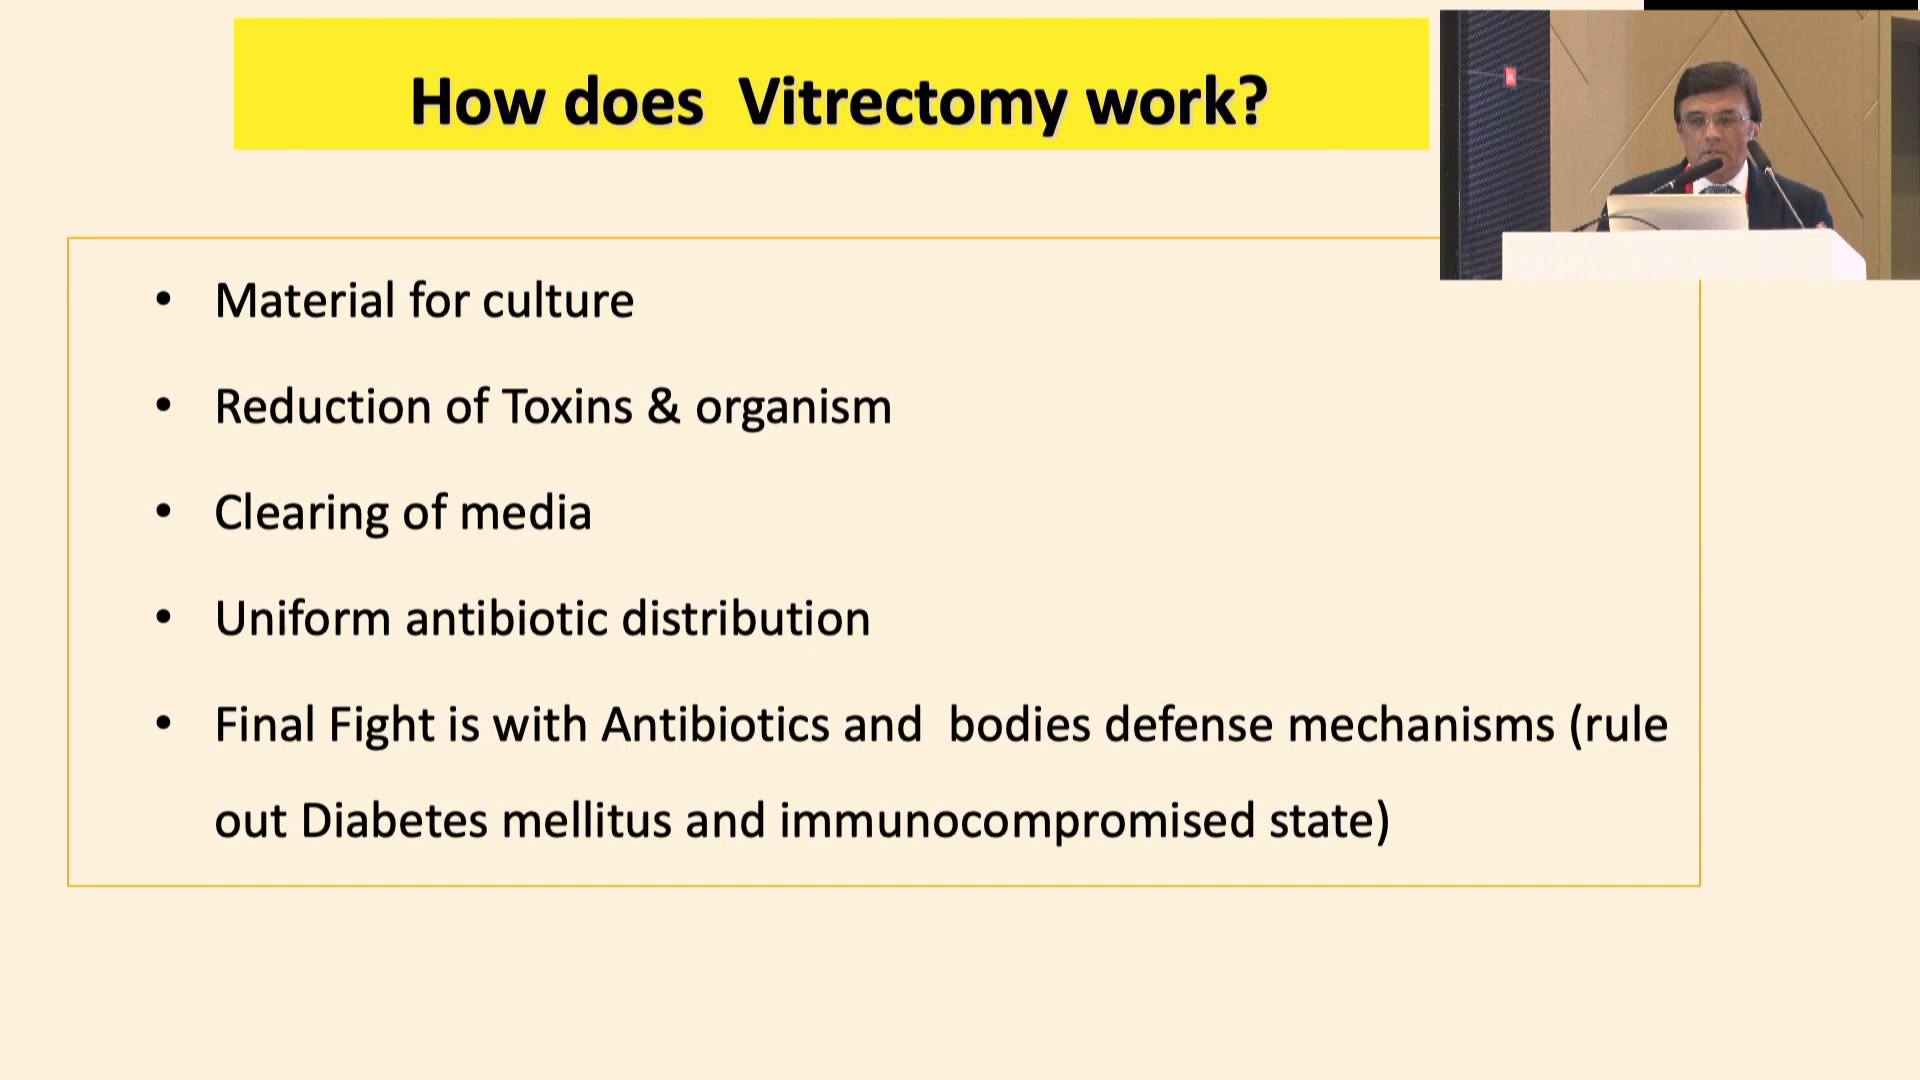 How does  Vitrectomy work?
• Material for culture
• Reduction of Toxins & organism
• Clearing of media
• Uniform antibiotic distribution
• Final Fight is with Antibiotics and  bodies defense mechanisms (rule
out Diabetes mellitus and immunocompromised state)